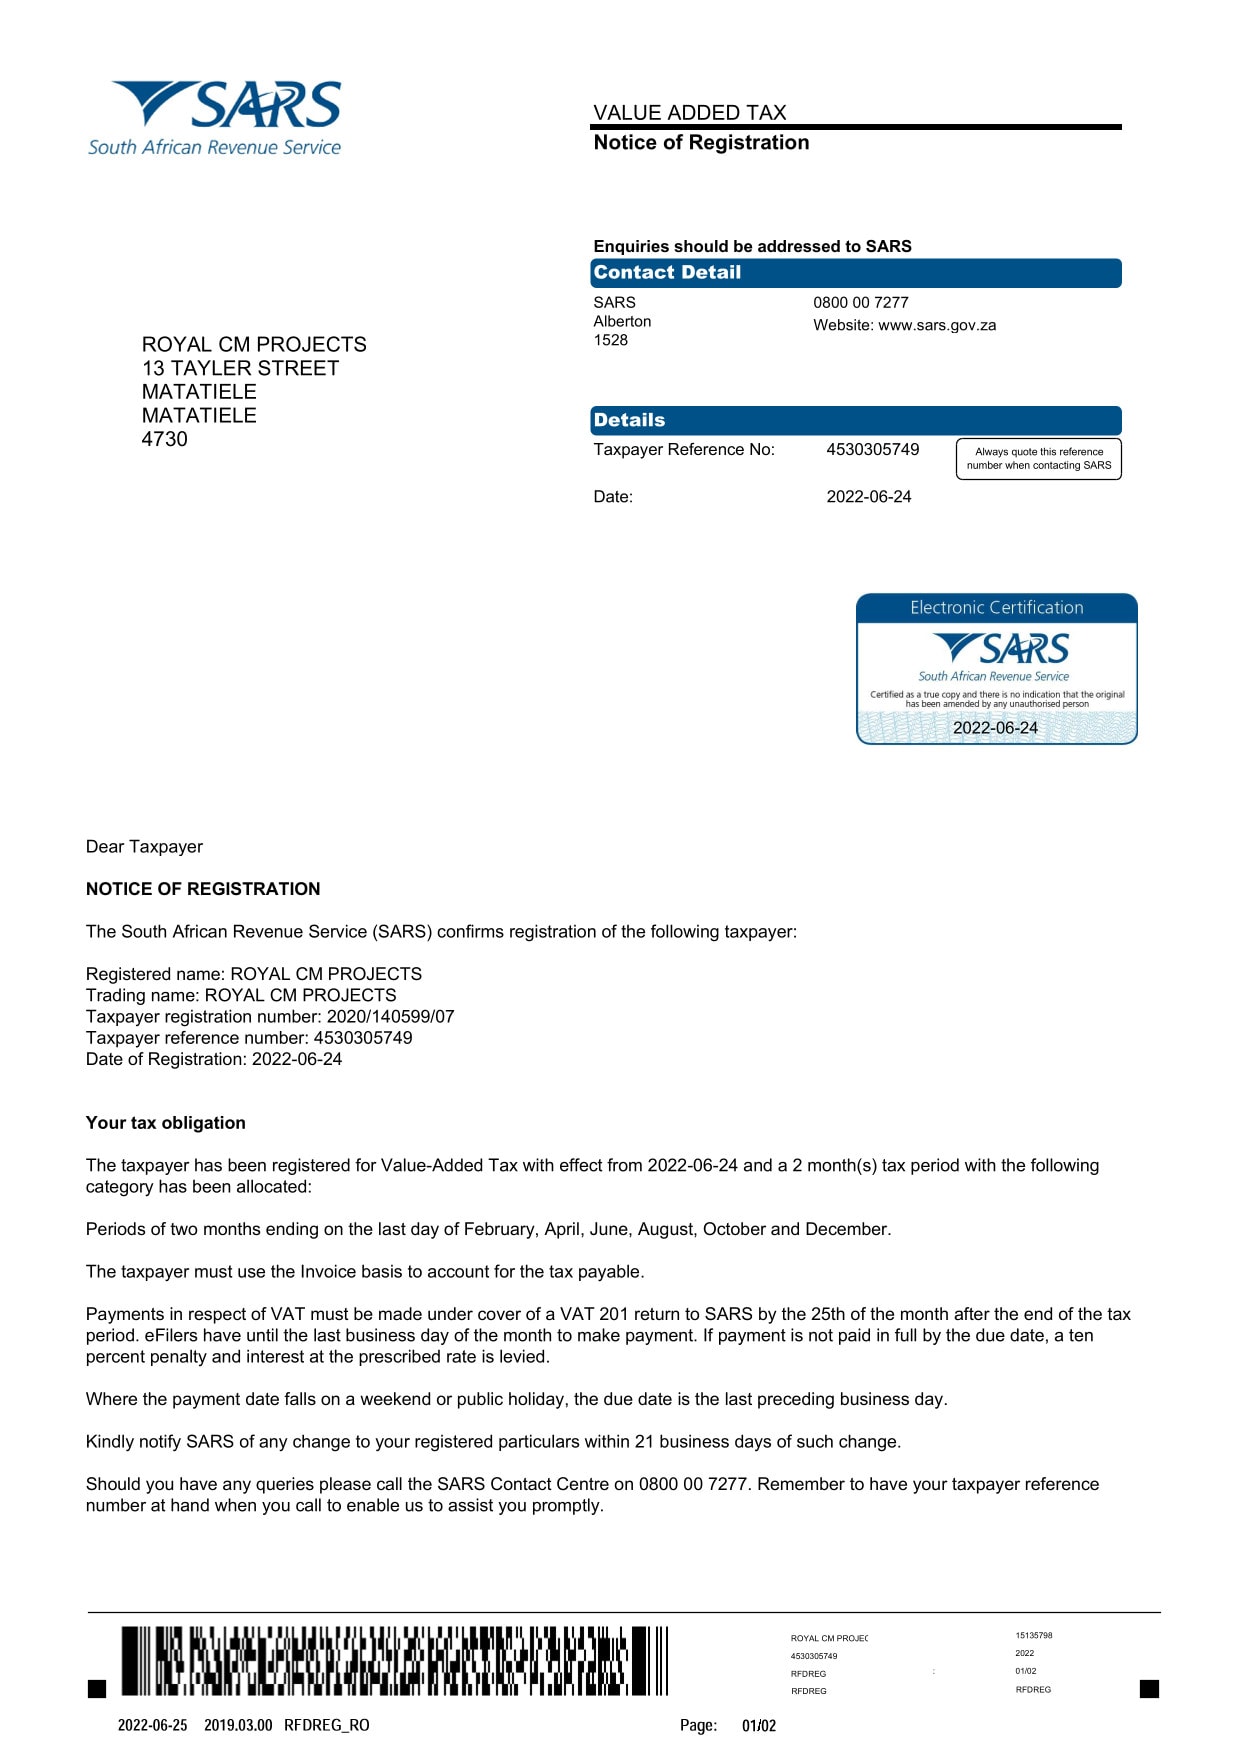 SARS
South African Revenue Service
VALUE ADDED TAX
Notice of Registration
Enquiries should be addressed to SARS
Contact Detail
SARS
Alberton
1528
0800 00 7277
Website: www.sars.gov.za
ROYAL CM PROJECTS
13 TAYLER STREET
MATATIELE
MATATIELE
4730
Details
Taxpayer Reference No: 4530305749
Always quote this reference
number when contacting SARS
Date: 2022-06-24
Electronic Certification
SARS
South African Revenue Service
Certified as a true copy and there is no indication that the original
has been amended by any unauthorised person
2022-06-24
Dear Taxpayer
NOTICE OF REGISTRATION
The South African Revenue Service (SARS) confirms registration of the following taxpayer:
Registered name: ROYAL CM PROJECTS
Trading name: ROYAL CM PROJECTS
Taxpayer registration number: 2020/140599/07
Taxpayer reference number: 4530305749
Date of Registration: 2022-06-24
Your tax obligation
The taxpayer has been registered for Value-Added Tax with effect from 2022-06-24 and a 2 month(s) tax period with the following
category has been allocated:
Periods of two months ending on the last day of February, April, June, August, October and December.
The taxpayer must use the Invoice basis to account for the tax payable.
Payments in respect of VAT must be made under cover of a VAT 201 return to SARS by the 25th of the month after the end of the tax
period. eFilers have until the last business day of the month to make payment. If payment is not paid in full by the due date, a ten
percent penalty and interest at the prescribed rate is levied.
Where the payment date falls on a weekend or public holiday, the due date is the last preceding business day.
Kindly notify SARS of any change to your registered particulars within 21 business days of such change.
Should you have any queries please call the SARS Contact Centre on 0800 00 7277. Remember to have your taxpayer reference
number at hand when you call to enable us to assist you promptly.
ROYAL CM PROJEC 15135798
4530305749 2022
RFDREG : 01/02
RFDREG RFDREG
2022-06-25 2019.03.00 RFDREG_RO Page: 01/02